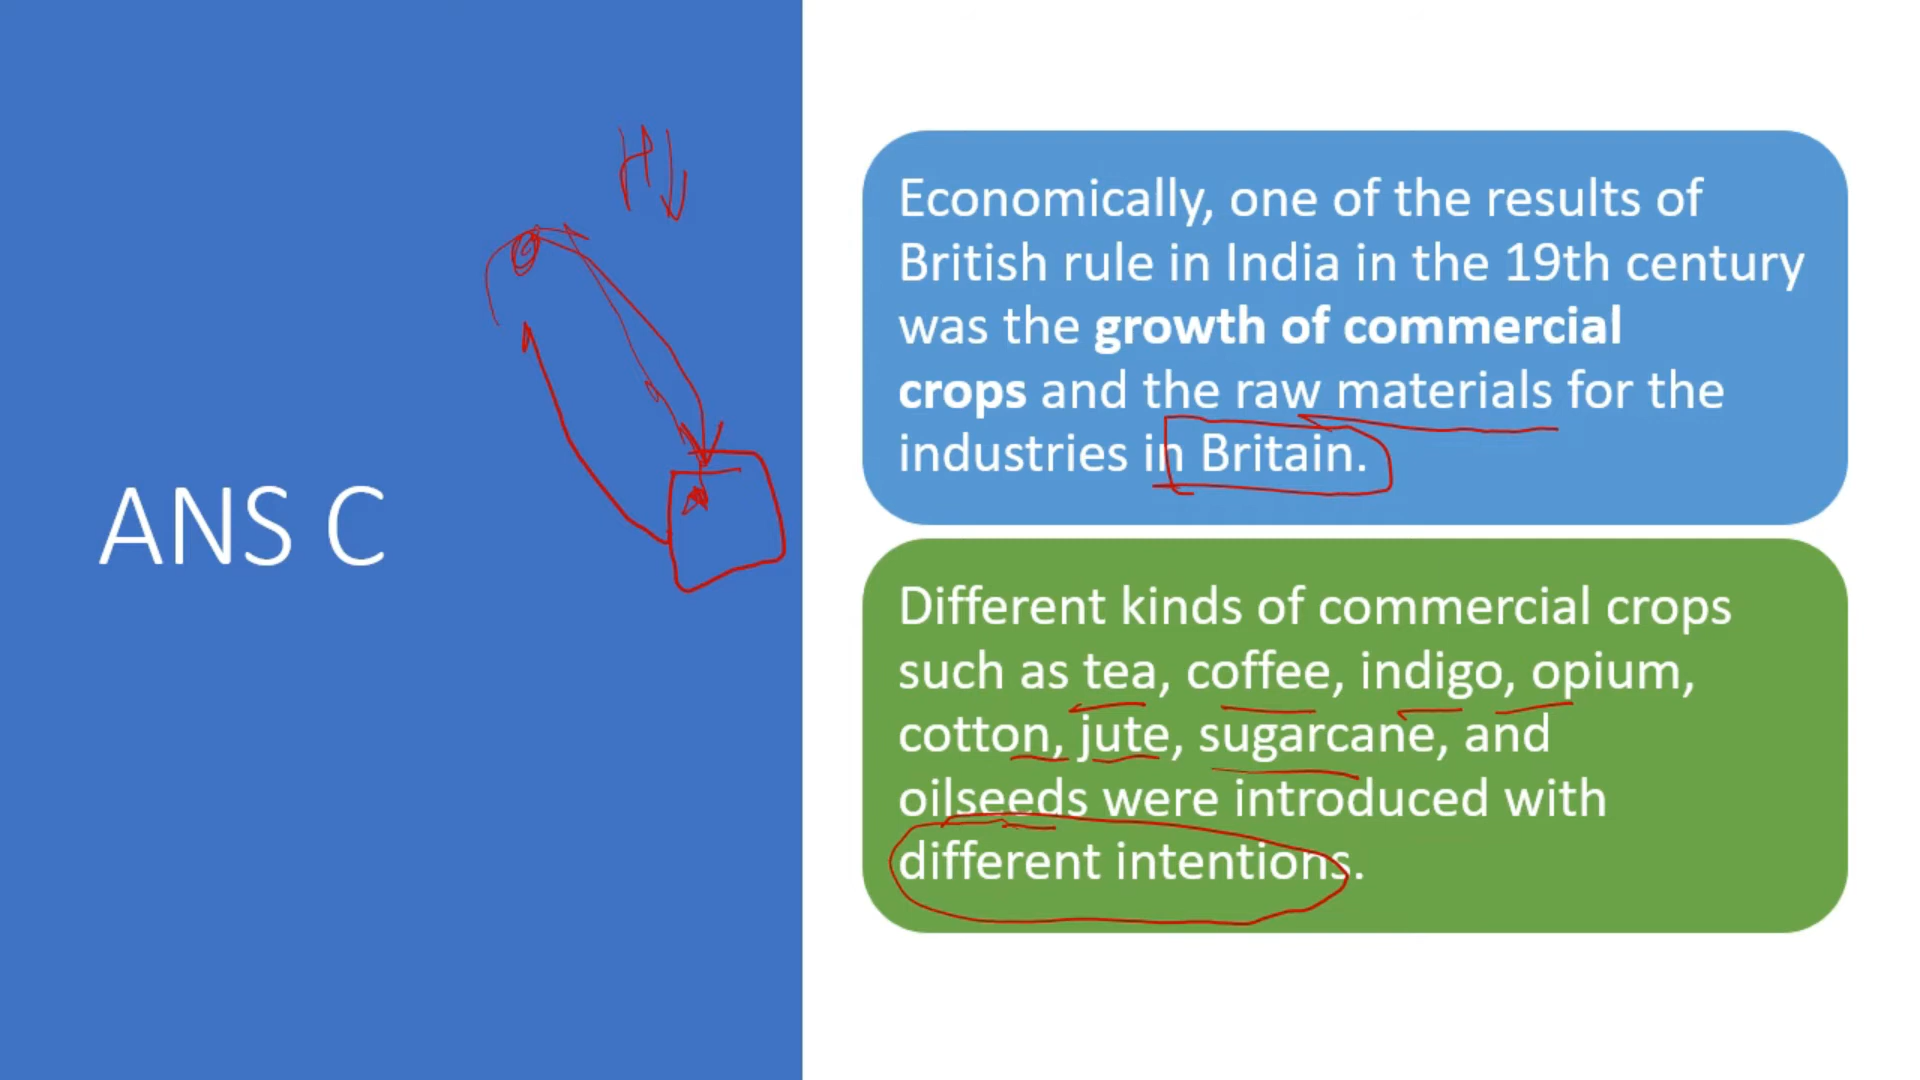 ANS C
Economically, one of the results of
British rule in India in the 19th century
was the growth of commercial
crops and the raw materials for the
industries in Britain.
Different kinds of commercial crops
such as tea, coffee, indigo, opium,
cotton, jute, sugarcane, and
oilseeds were introduced with
different intentions.